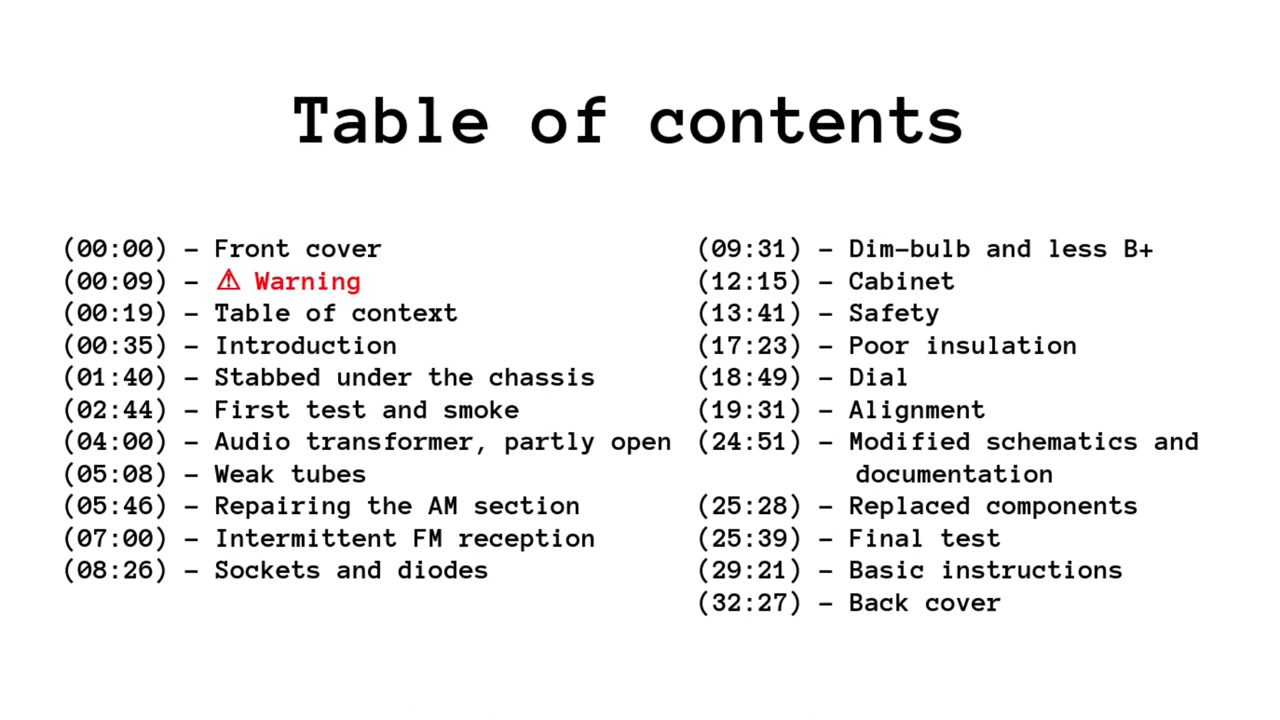 Table of contents
(00:00) – Front cover
(00:09) – ⚠ Warning
(00:19) – Table of context
(00:35) – Introduction
(01:40) – Stabbed under the chassis
(02:44) – First test and smoke
(04:00) – Audio transformer, partly open
(05:08) – Weak tubes
(05:46) – Repairing the AM section
(07:00) – Intermittent FM reception
(08:26) – Sockets and diodes
(09:31) – Dim-bulb and less B+
(12:15) – Cabinet
(13:41) – Safety
(17:23) – Poor insulation
(18:49) – Dial
(19:31) – Alignment
(24:51) – Modified schematics and
documentation
(25:28) – Replaced components
(25:39) – Final test
(29:21) – Basic instructions
(32:27) – Back cover